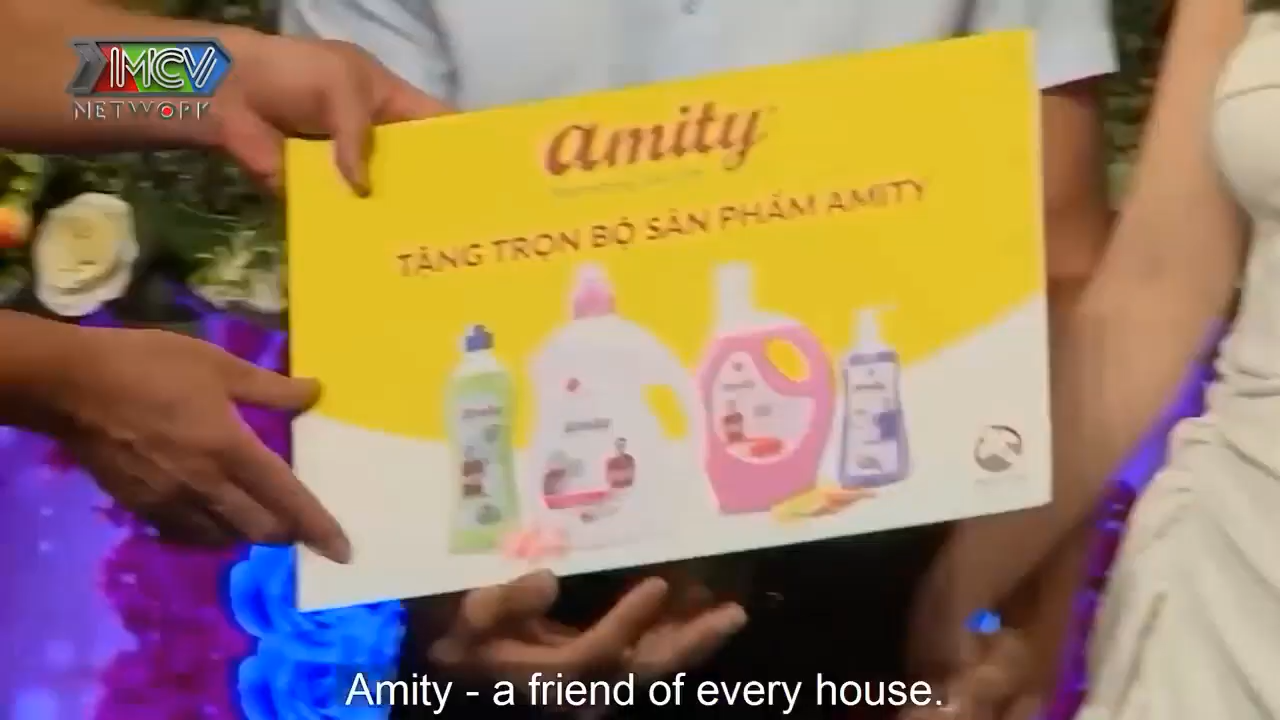 MCV
NETWORK
amity
TẶNG TRỌN BỘ SẢN PHẨM AMITY
Amity - a friend of every house.